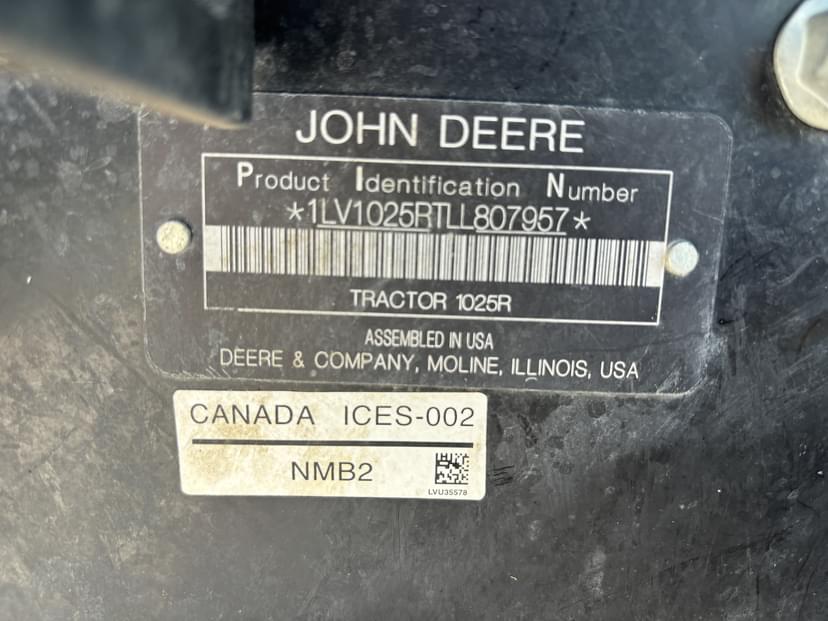 JOHN DEERE
Product Identification Number
*1LV1025RTLL807957*
TRACTOR 1025R
ASSEMBLED IN USA
DEERE & COMPANY, MOLINE, ILLINOIS, USA
CANADA ICES-002
NMB2
LVU35578